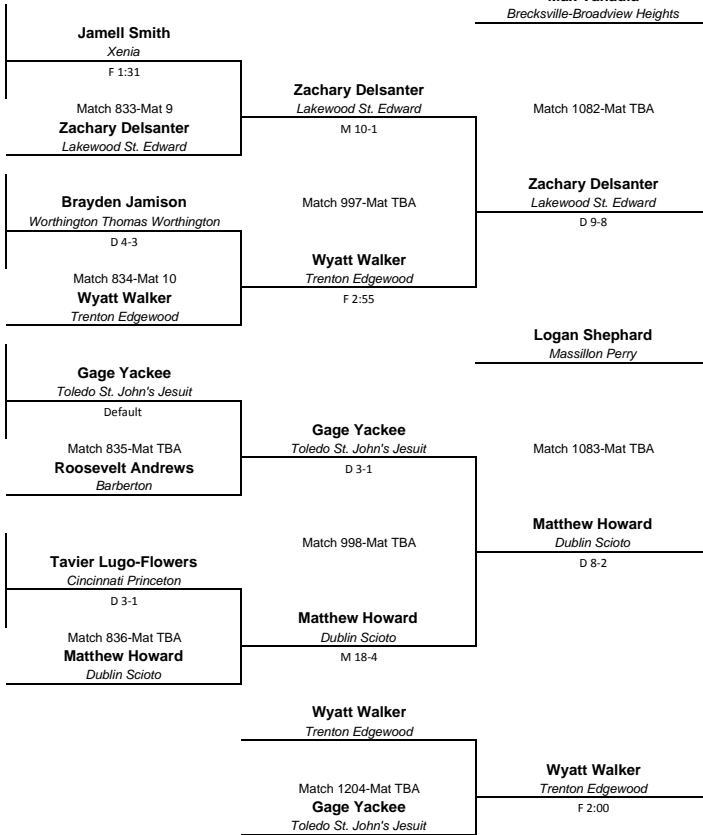 Brecksville-Broadview Heights
Jamell Smith
Xenia
F 1:31
Zachary Delsanter
Match 833-Mat 9
Lakewood St. Edward
Match 1082-Mat TBA
Zachary Delsanter
M 10-1
Lakewood St. Edward
Zachary Delsanter
Brayden Jamison
Match 997-Mat TBA
Lakewood St. Edward
Worthington Thomas Worthington
D 9-8
D 4-3
Wyatt Walker
Match 834-Mat 10
Trenton Edgewood
Wyatt Walker
F 2:55
Trenton Edgewood
Logan Shephard
Massillon Perry
Gage Yackee
Toledo St. John's Jesuit
Default
Gage Yackee
Match 835-Mat TBA
Toledo St. John's Jesuit
Match 1083-Mat TBA
Roosevelt Andrews
D 3-1
Barberton
Matthew Howard
Match 998-Mat TBA
Dublin Scioto
Tavier Lugo-Flowers
D 8-2
Cincinnati Princeton
D 3-1
Matthew Howard
Match 836-Mat TBA
Dublin Scioto
Matthew Howard
M 18-4
Dublin Scioto
Wyatt Walker
Trenton Edgewood
Wyatt Walker
Match 1204-Mat TBA
Trenton Edgewood
Gage Yackee
F 2:00
Toledo St. John's Jesuit